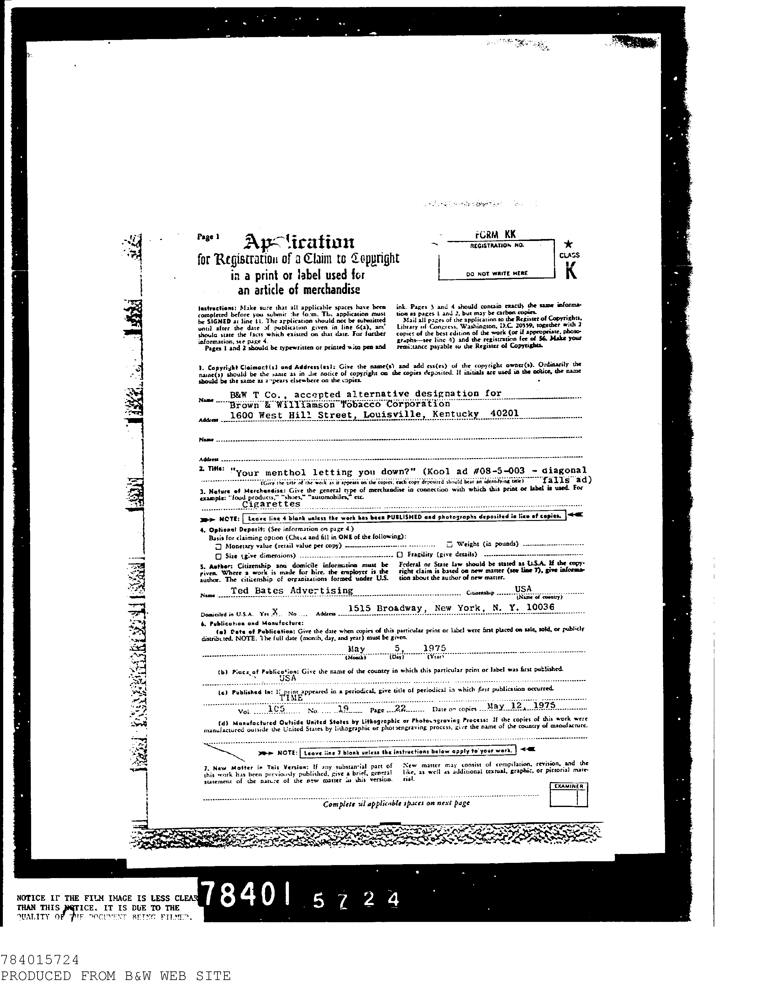 Page 1
Application
for Registration of a Claim to Copyright
in a print or label used for
an article of merchandise
FORM KK
REGISTRATION NO.
DO NOT WRITE HERE
CLASS
K
Instructions: Make sure that all applicable spaces have been
completed before you submit the form. The application must
be SIGNED at line 11. The application should not be submitted
until after the date of publication given in line 6(a), and
should state the facts which existed on that date. For further
information, see page 4.
Pages 1 and 2 should be typewritten or printed with pen and
ink. Pages 3 and 4 should contain exactly the same informa-
tion as pages 1 and 2, but may be carbon copies.
Mail all pages of the application to the Register of Copyrights,
Library of Congress, Washington, D.C. 20559, together with 2
copies of the best edition of the work (or if appropriate, photo-
graphs—see line 4) and the registration fee of $6. Make your
remittance payable to the Register of Copyrights.
1. Copyright Claimant(s) and Address(es): Give the name(s) and address(es) of the copyright owner(s). Ordinarily the
name(s) should be the same as in the notice of copyright on the copies deposited. If initials are used in the notice, the name
should be the same as appears elsewhere on the copies.
B&W T Co., accepted alternative designation for
Name Brown & Williamson Tobacco Corporation
Address 1600 West Hill Street, Louisville, Kentucky 40201
Name
Address
2. Title: "Your menthol letting you down?" (Kool ad #08-5-003 - diagonal
(Give the title of the work as it appears on the copies; each copy deposited should bear an identifying title) falls ad)
3. Nature of Merchandise: Give the general type of merchandise in connection with which this print or label is used. For
example: "food products," "shoes," "automobiles," etc.
Cigarettes
NOTE: Leave line 4 blank unless the work has been PUBLISHED and photographs deposited in lieu of copies.
4. Optional Deposit: (See information on page 4.)
Basis for claiming option (Check and fill in ONE of the following):
☐ Monetary value (retail value per copy) ☐ Weight (in pounds)
☐ Size (give dimensions) ☐ Fragility (give details)
5. Author: Citizenship and domicile information must be
given. Where a work is made for hire, the employer is the
author. The citizenship of organizations formed under U.S.
Federal or State law should be stated as U.S.A. If the copy-
right claim is based on new matter (see line 7), give informa-
tion about the author of new matter.
Name Ted Bates Advertising Citizenship USA
(Name of country)
Domiciled in U.S.A. Yes X No Address 1515 Broadway, New York, N. Y. 10036
6. Publication and Manufacture:
(a) Date of Publication: Give the date when copies of this particular print or label were first placed on sale, sold, or publicly
distributed. NOTE: The full date (month, day, and year) must be given.
May 5, 1975
(Month) (Day) (Year)
(b) Place of Publication: Give the name of the country in which this particular print or label was first published.
USA
(c) Published In: If print appeared in a periodical, give title of periodical in which first publication occurred.
TIME
Vol. 105 No. 19 Page 22 Date on copies May 12, 1975
(d) Manufactured Outside United States by Lithographic or Photoengraving Process: If the copies of this work were
manufactured outside the United States by lithographic or photoengraving process, give the name of the country of manufacture.
NOTE: Leave line 7 blank unless the instructions below apply to your work.
7. New Matter in This Version: If any substantial part of
this work has been previously published, give a brief, general
statement of the nature of the new matter in this version.
New matter may consist of compilation, revision, and the
like, as well as additional textual, graphic, or pictorial mate-
rial.
EXAMINER
Complete all applicable spaces on next page
NOTICE IF THE FILM IMAGE IS LESS CLEAR
THAN THIS NOTICE. IT IS DUE TO THE
QUALITY OF THE DOCUMENT BEING FILMED.
78401 5724
784015724
PRODUCED FROM B&W WEB SITE